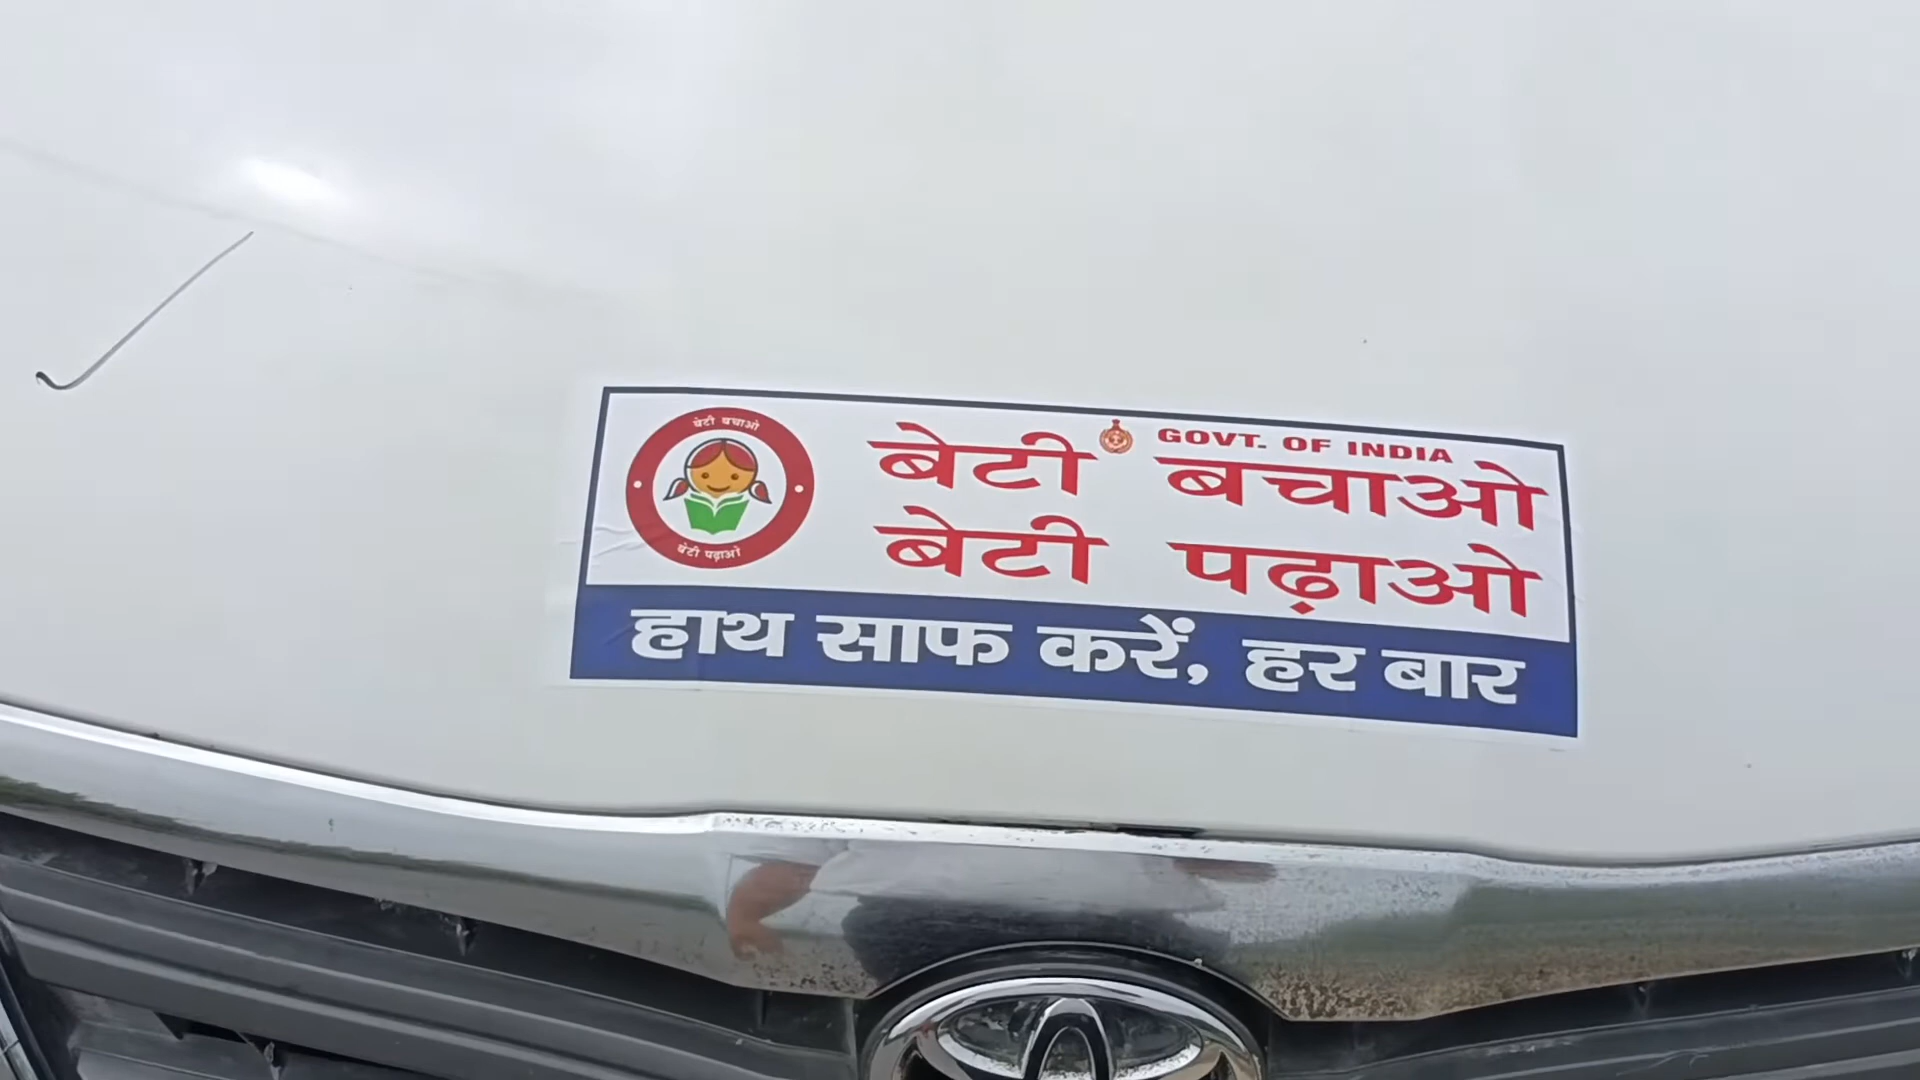 बेटी बचाओ
बेटी पढ़ाओ
GOVT. OF INDIA
बेटी बचाओ
बेटी पढ़ाओ
हाथ साफ करें, हर बार